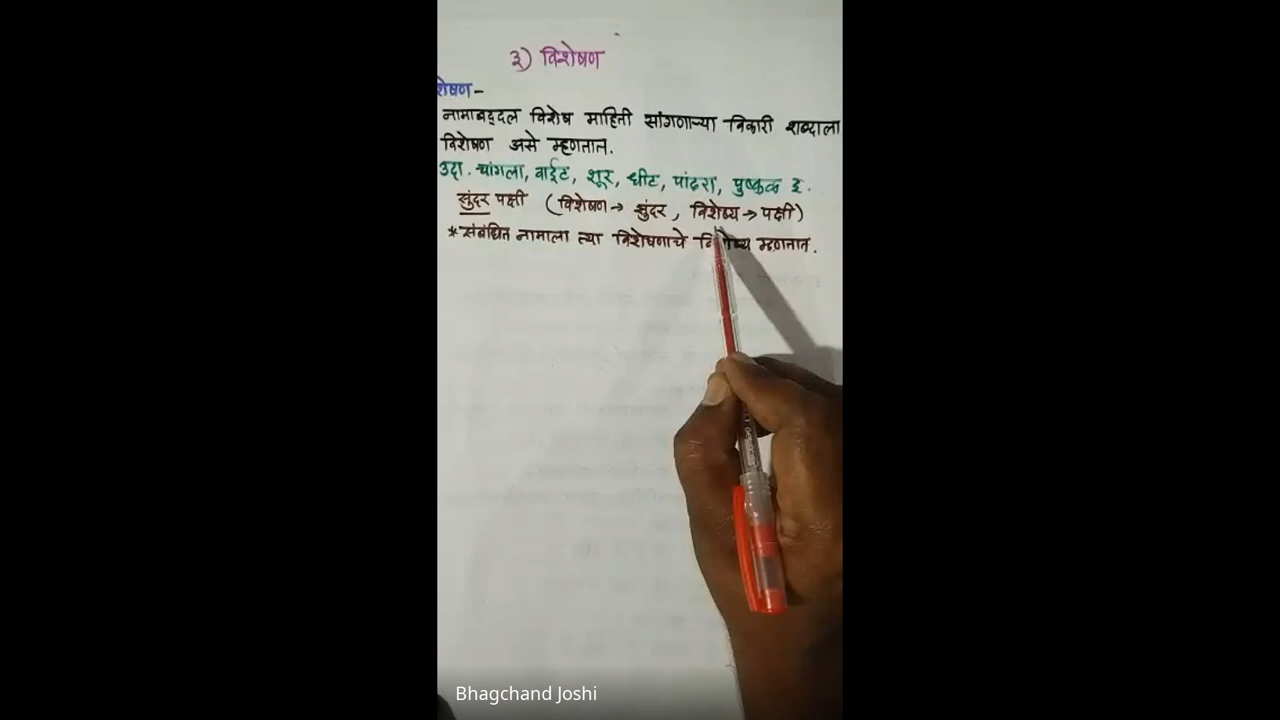 ३) विशेषण
शेषण-
नामाबद्दल विशेष माहिती सांगणाऱ्या विकारी शब्दाला
विशेषण असे म्हणतात.
उदा. चांगला, वाईट, शूर, धीट, पांढरा, पुष्कळ इ.
सुंदर पक्षी (विशेषण→ सुंदर, विशेष्य→पक्षी)
*संबंधित नामाला त्या विशेषणाचे म्हणतात.
Bhagchand Joshi